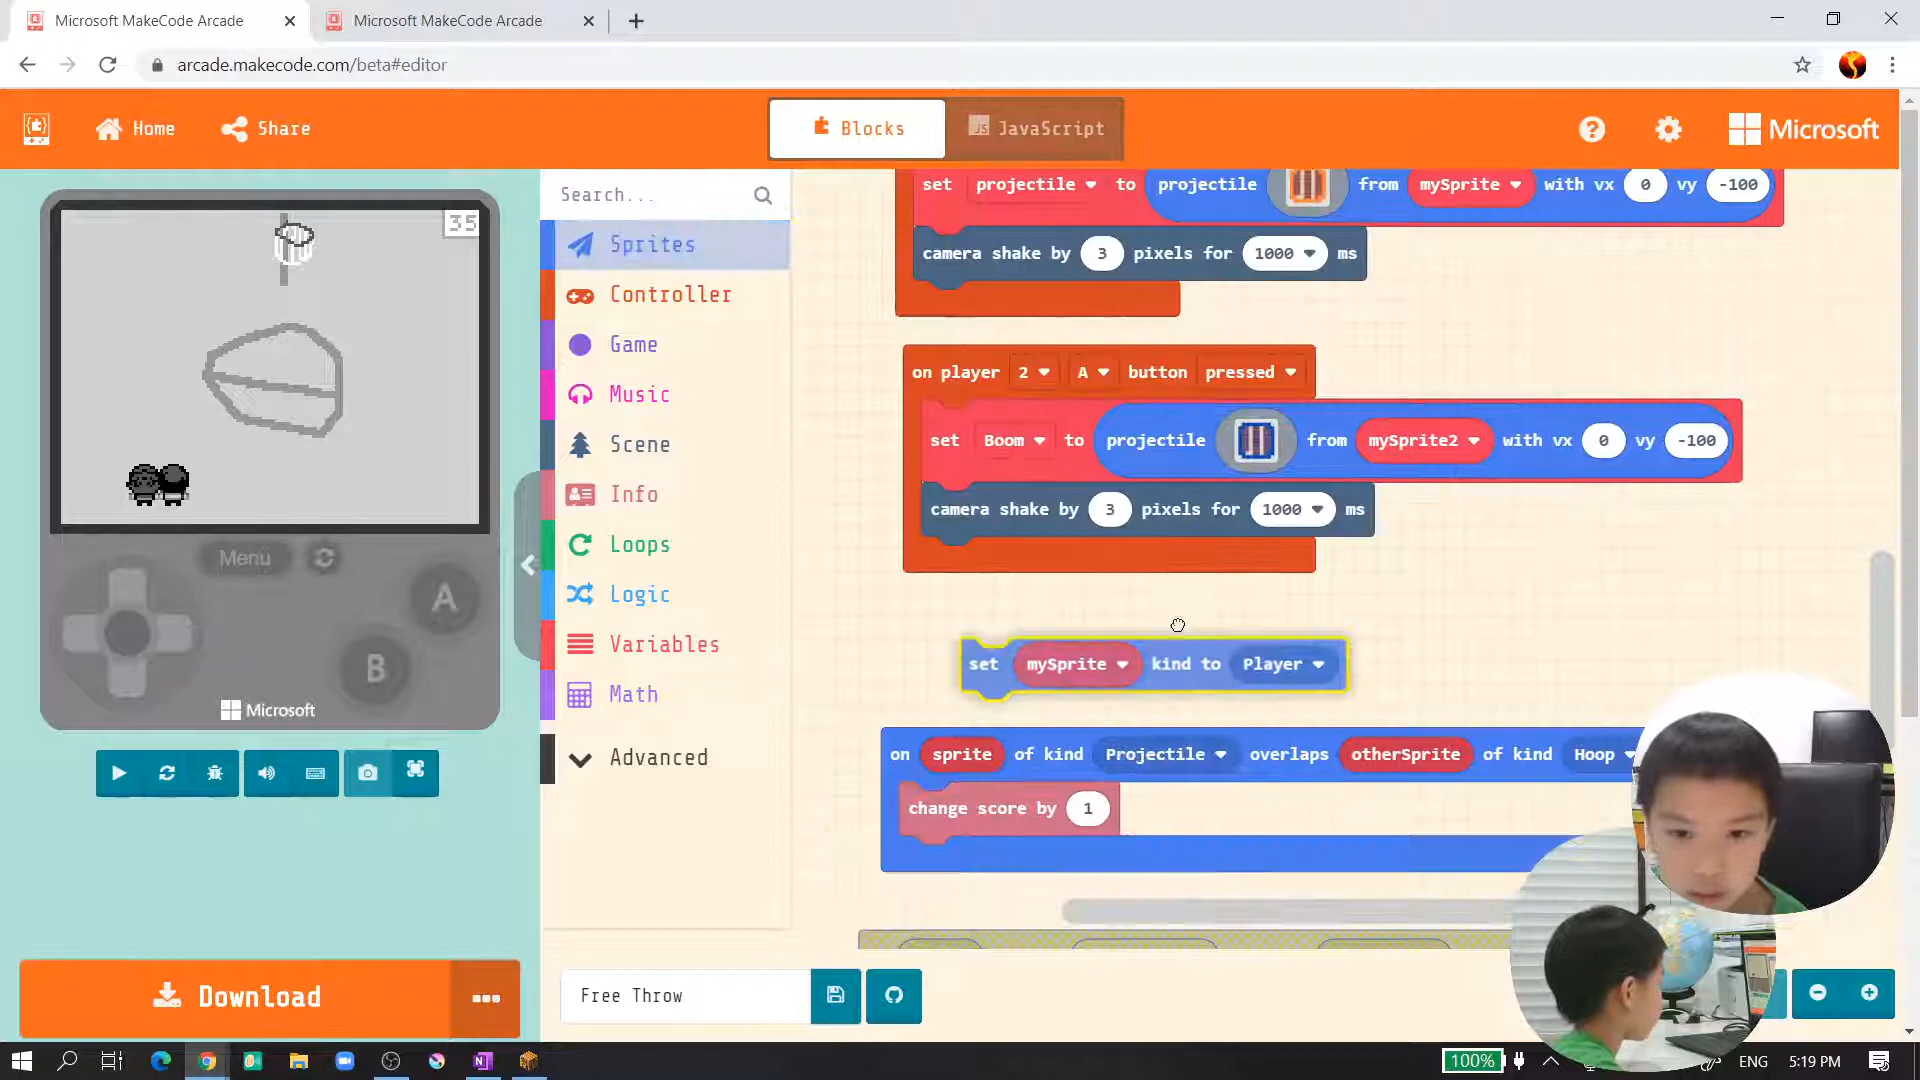 Microsoft MakeCode Arcade
Microsoft MakeCode Arcade
arcade.makecode.com/beta#editor
Home
Share
Blocks
JS
JavaScript
Microsoft
35
Menu
A
B
Microsoft
Search...
Sprites
Controller
Game
Music
Scene
Info
Loops
Logic
Variables
Math
Advanced
set projectile to projectile from mySprite with vx 0 vy -100
camera shake by 3 pixels for 1000 ms
on player 2 A button pressed
set Boom to projectile from mySprite2 with vx 0 vy -100
camera shake by 3 pixels for 1000 ms
set mySprite kind to Player
on sprite of kind Projectile overlaps otherSprite of kind Hoop
change score by 1
Download
Free Throw
100%
ENG
5:19 PM